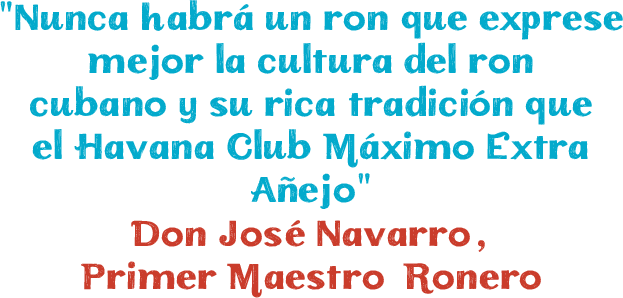 "Nunca habrá un ron que exprese
mejor la cultura del ron
cubano y su rica tradición que
el Havana Club Máximo Extra
Añejo"
Don José Navarro,
Primer Maestro Ronero